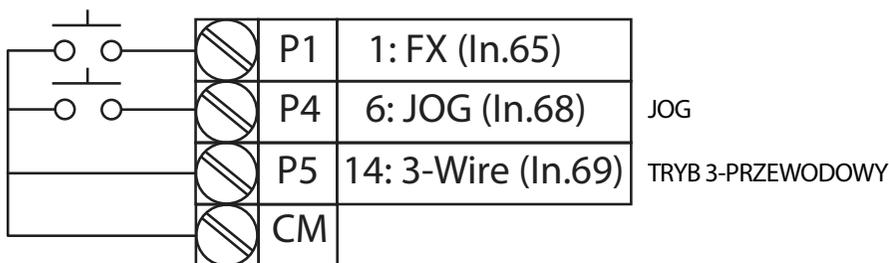 P1 1: FX (In.65)
P4 6: JOG (In.68) JOG
P5 14: 3-Wire (In.69) TRYB 3-PRZEWODOWY
CM